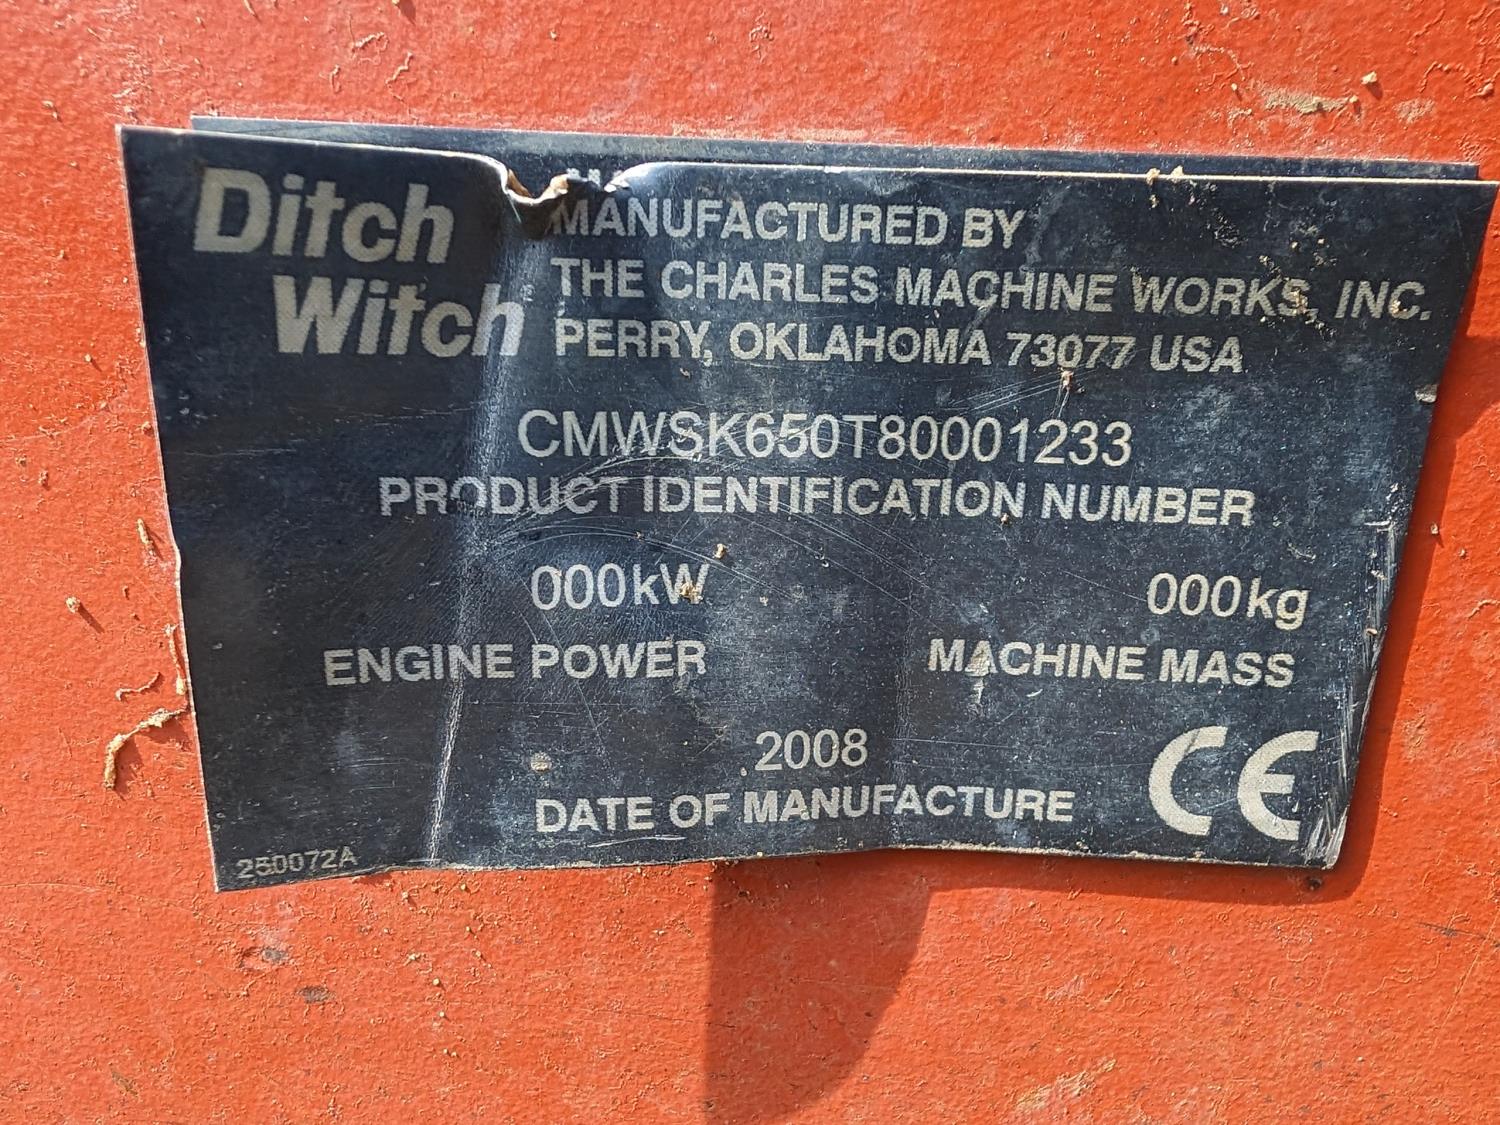 Ditch
Witch®
MANUFACTURED BY
THE CHARLES MACHINE WORKS, INC.
PERRY, OKLAHOMA 73077 USA
CMWSK650T80001233
PRODUCT IDENTIFICATION NUMBER
000kW
ENGINE POWER
000kg
MACHINE MASS
2008
DATE OF MANUFACTURE
CE
250072A